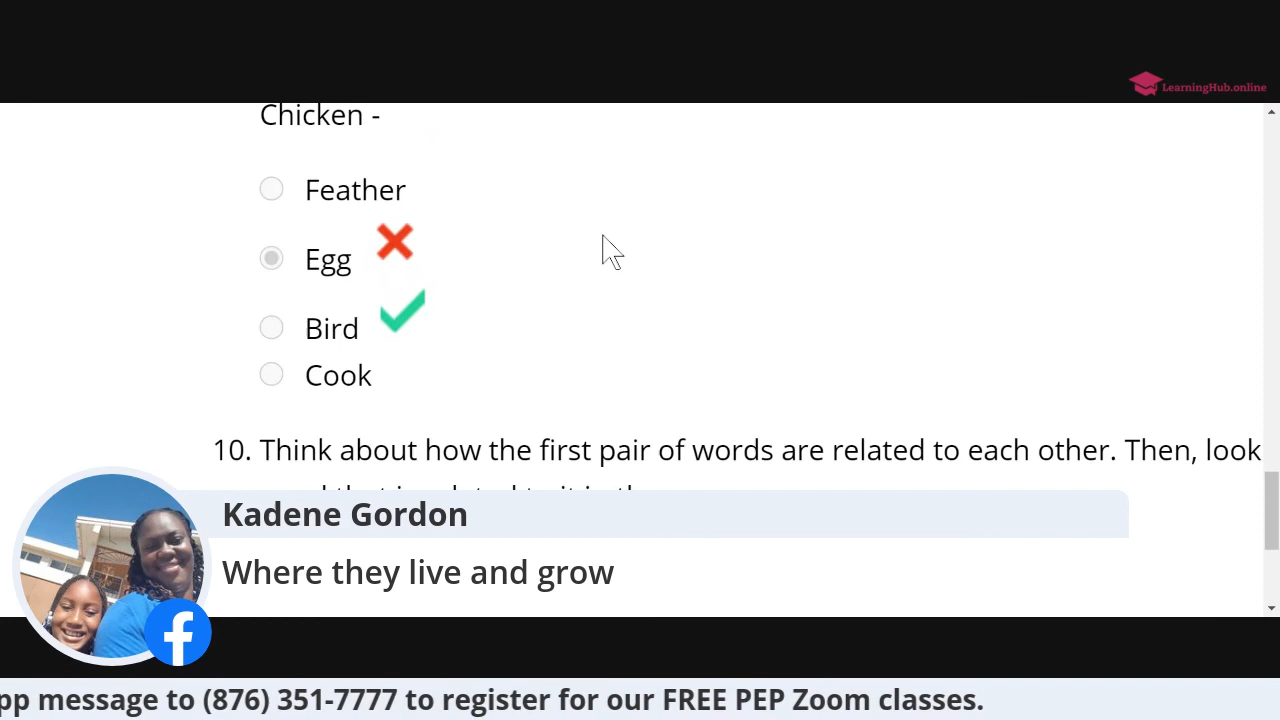 LearningHub.online
Chicken -
Feather
Egg
Bird
Cook
10. Think about how the first pair of words are related to each other. Then, look
Kadene Gordon
Where they live and grow
pp message to (876) 351-7777 to register for our FREE PEP Zoom classes.